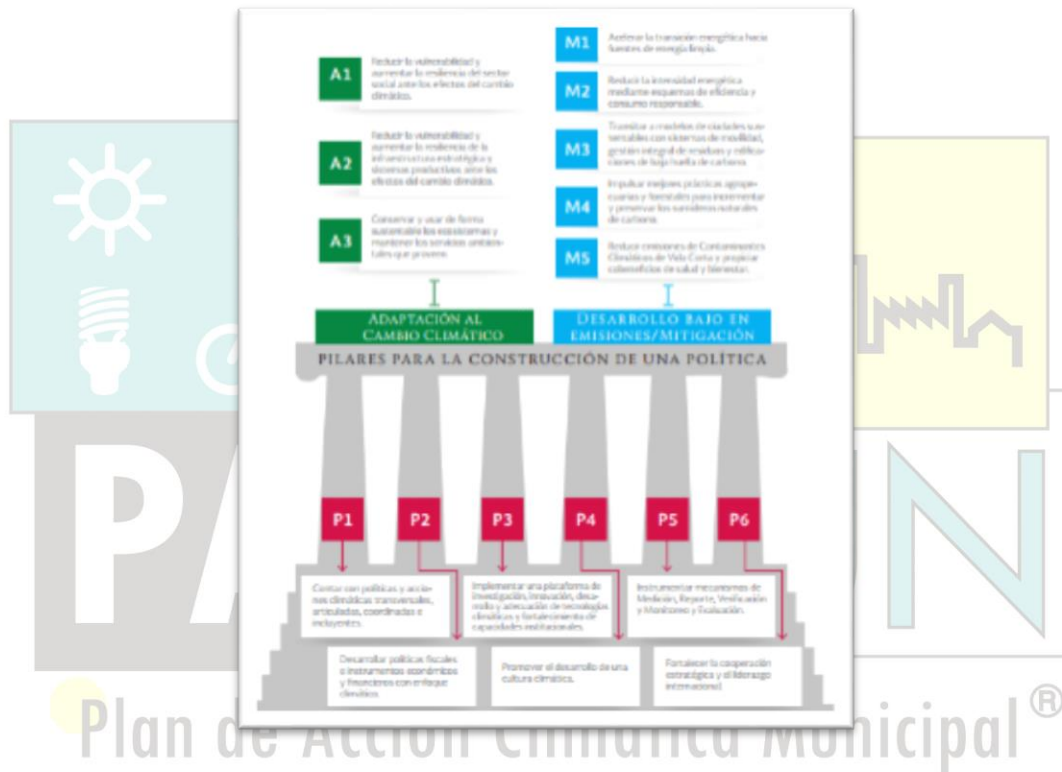 A1
Reducir la vulnerabilidad y
aumentar la resiliencia del sector
social ante los efectos del cambio
climático.
A2
Reducir la vulnerabilidad y
aumentar la resiliencia de la
infraestructura estratégica y
sistemas productivos ante los
efectos del cambio climático.
A3
Conservar y usar de forma
sustentable los ecosistemas y
mantener los servicios ambien-
tales que proveen.
M1
Acelerar la transición energética hacia
fuentes de energía limpia.
M2
Reducir la intensidad energética
mediante esquemas de eficiencia y
consumo responsable.
M3
Transitar a modelos de ciudades sus-
tentables con sistemas de movilidad,
gestión integral de residuos y edifica-
ciones de baja huella de carbono.
M4
Impulsar mejores prácticas agrope-
cuarias y forestales para incrementar
y preservar los sumideros naturales
de carbono.
M5
Reducir emisiones de Contaminantes
Climáticos de Vida Corta y propiciar
cobeneficios de salud y bienestar.
ADAPTACIÓN AL
CAMBIO CLIMÁTICO
DESARROLLO BAJO EN
EMISIONES/MITIGACIÓN
PILARES PARA LA CONSTRUCCIÓN DE UNA POLÍTICA
P1 P2 P3 P4 P5 P6
Contar con políticas y accio-
nes climáticas transversales,
articuladas, coordinadas e
incluyentes.
Implementar una plataforma de
investigación, innovación, desa-
rrollo y adecuación de tecnologías
climáticas y fortalecimiento de
capacidades institucionales.
Instrumentar mecanismos de
Medición, Reporte, Verificación
y Monitoreo y Evaluación.
Desarrollar políticas fiscales
e instrumentos económicos
y financieros con enfoque
climático.
Promover el desarrollo de una
cultura climática.
Fortalecer la cooperación
estratégica y el liderazgo
internacional.
Plan de Acción Climática Municipal®